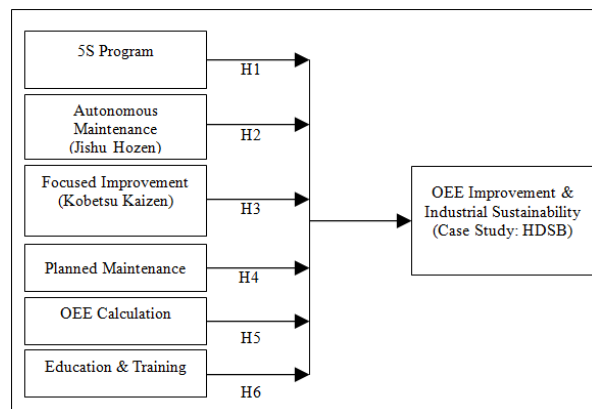 5S Program
H1
Autonomous
Maintenance
(Jishu Hozen)
H2
Focused Improvement
(Kobetsu Kaizen)
H3
Planned Maintenance
H4
OEE Calculation
H5
Education & Training
H6
OEE Improvement &
Industrial Sustainability
(Case Study: HDSB)